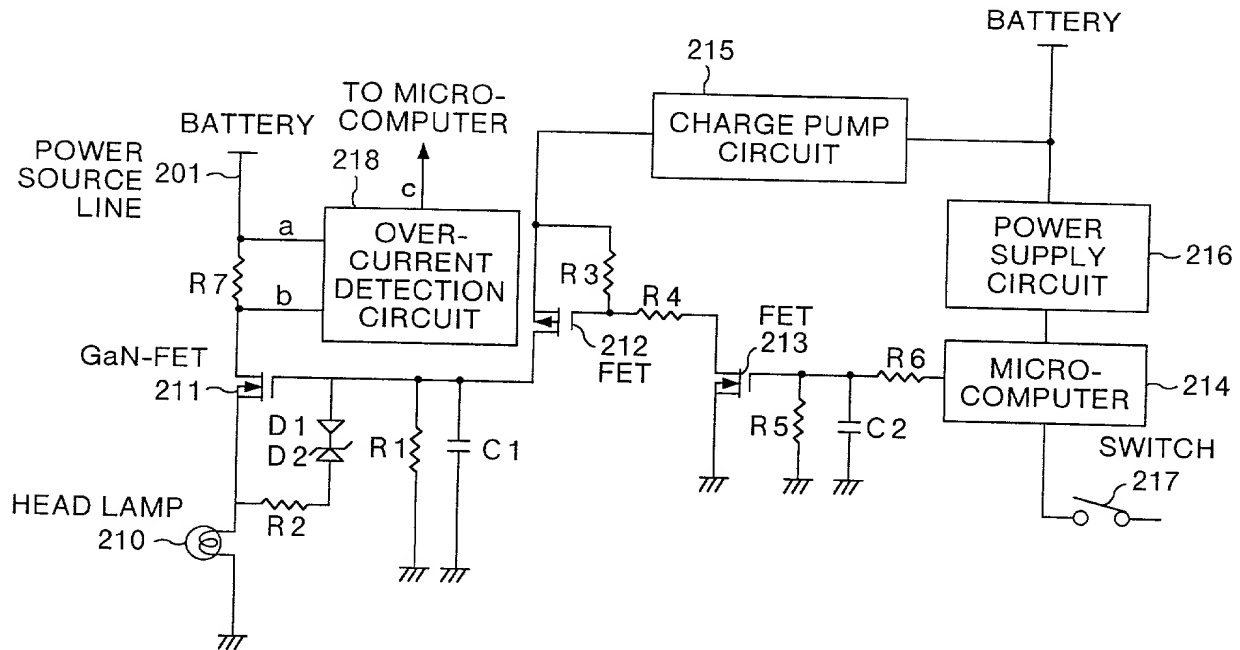 BATTERY
215
CHARGE PUMP
CIRCUIT
TO MICRO-
COMPUTER
BATTERY
POWER
SOURCE
LINE
201
218
c
a
b
OVER-
CURRENT
DETECTION
CIRCUIT
R7
R3
R4
POWER
SUPPLY
CIRCUIT
216
212
FET
FET
213
R6
MICRO-
COMPUTER
214
GaN-FET
211
D1
D2
R1
C1
R5
C2
SWITCH
217
HEAD LAMP
210
R2